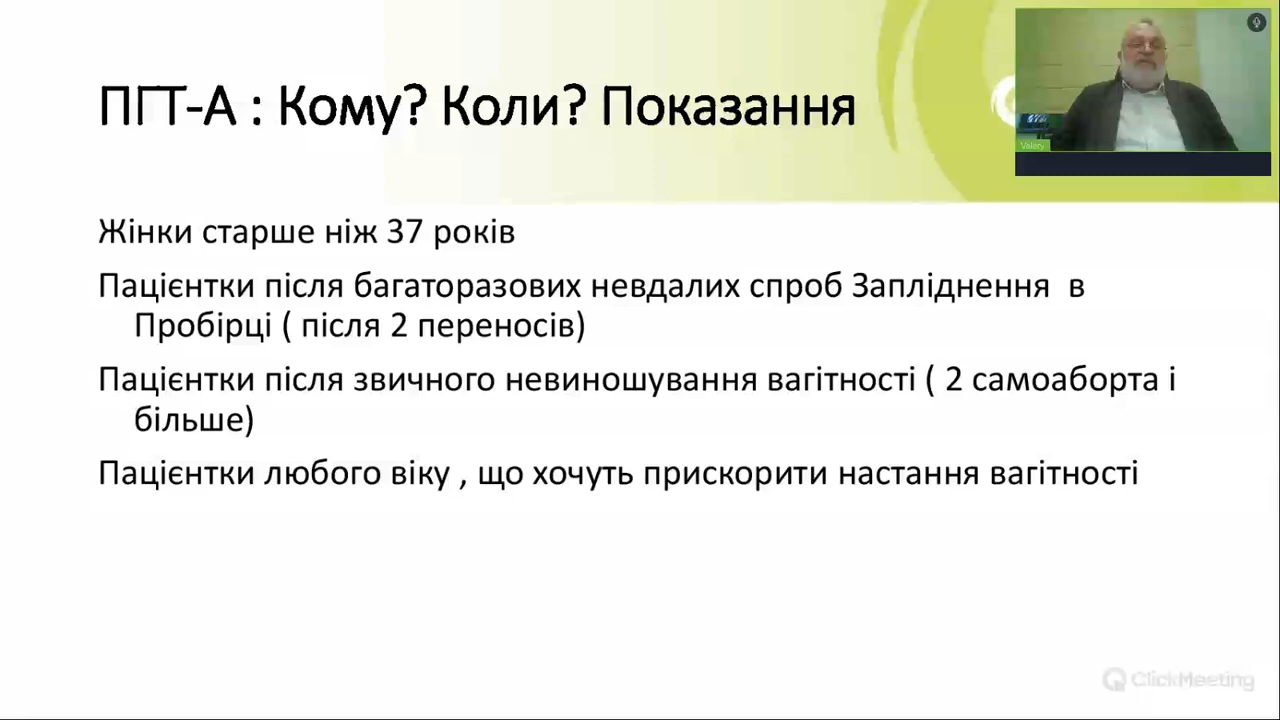 ПГТ-А : Кому? Коли? Показання
Valery
Жінки старше ніж 37 років
Пацієнтки після багаторазових невдалих спроб Запліднення в
Пробірці ( після 2 переносів)
Пацієнтки після звичного невиношування вагітності ( 2 самоаборта і
більше)
Пацієнтки любого віку , що хочуть прискорити настання вагітності
ClickMeeting